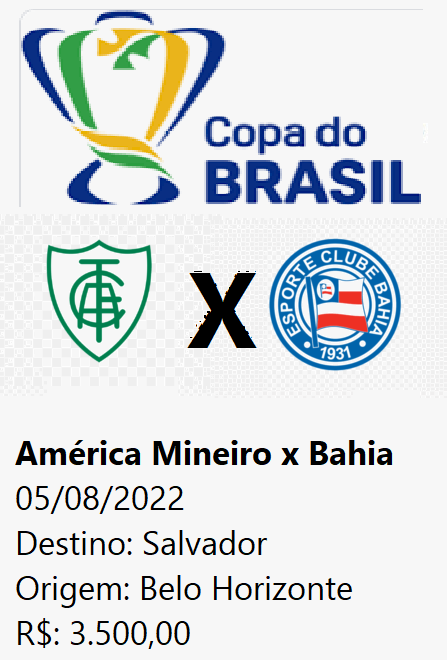 Copa do
BRASIL
X
ESPORTE CLUBE BAHIA
1931
América Mineiro x Bahia
05/08/2022
Destino: Salvador
Origem: Belo Horizonte
R$: 3.500,00